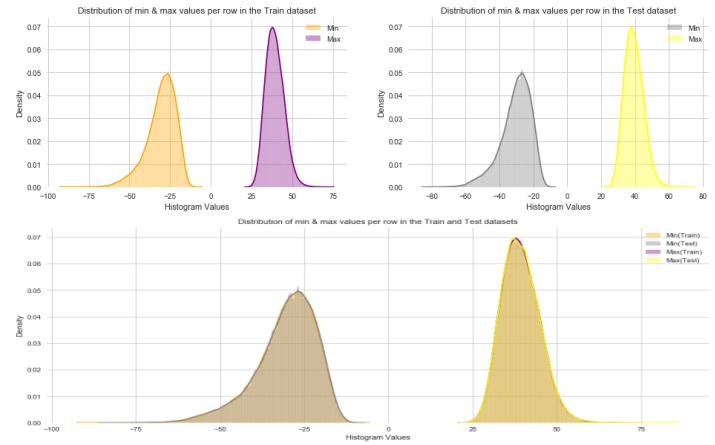 Distribution of min & max values per row in the Train dataset
0.07
0.06
0.05
0.04
0.03
0.02
0.01
0.00
Density
Min
Max
−100
−75
−50
−25
0
25
50
75
Histogram Values
Distribution of min & max values per row in the Test dataset
0.07
0.06
0.05
0.04
0.03
0.02
0.01
0.00
Density
Min
Max
−80
−60
−40
−20
0
20
40
60
80
Histogram Values
Distribution of min & max values per row in the Train and Test datasets
0.07
0.06
0.05
0.04
0.03
0.02
0.01
0.00
Density
Min(Train)
Min(Test)
Max(Train)
Max(Test)
−100
−75
−50
−25
0
25
50
75
Histogram Values